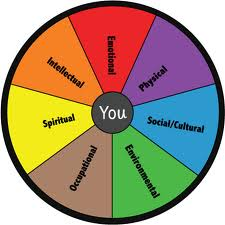 Emotional
Physical
Social/Cultural
Environmental
Occupational
Spiritual
Intellectual
You